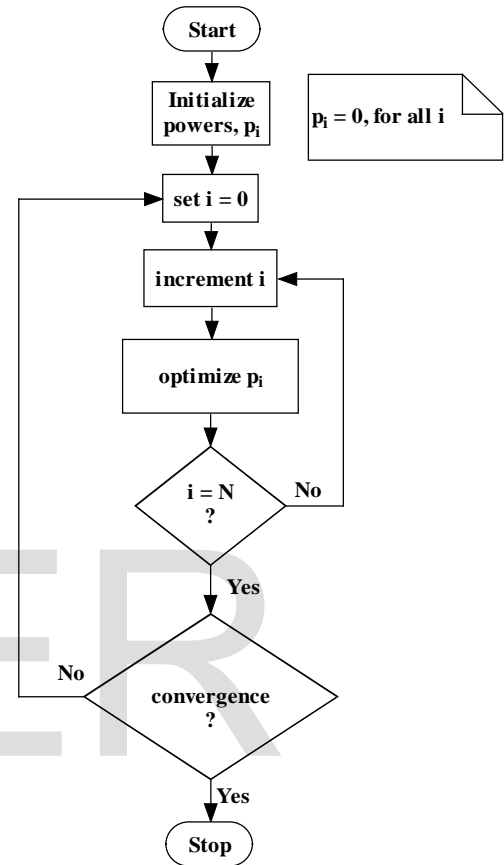 Start
Initialize
powers, pᵢ
pᵢ = 0, for all i
set i = 0
increment i
optimize pᵢ
i = N
?
No
Yes
No
convergence
?
Yes
Stop
ER